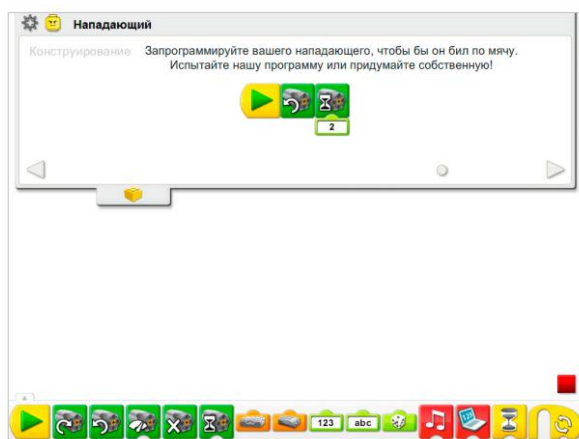 Нападающий
Конструирование
Запрограммируйте вашего нападающего, чтобы бы он бил по мячу.
Испытайте нашу программу или придумайте собственную!
2
123
abc